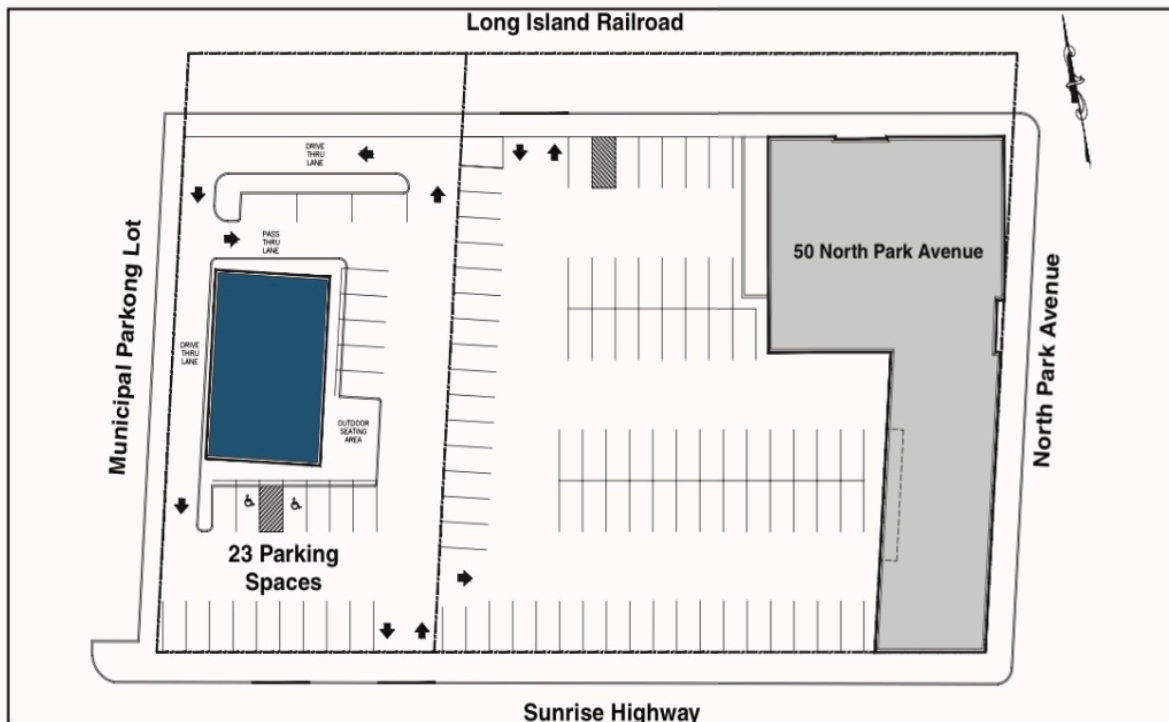 Long Island Railroad
DRIVE
THRU
LANE
PASS
THRU
LANE
50 North Park Avenue
Municipal Parkong Lot
North Park Avenue
DRIVE
THRU
LANE
OUTDOOR
SEATING
AREA
23 Parking
Spaces
Sunrise Highway